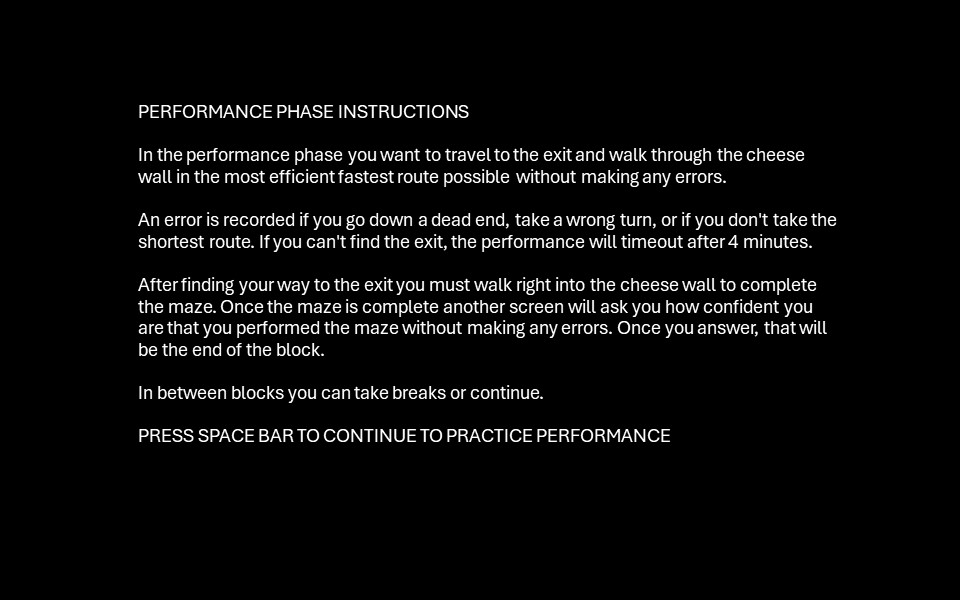 PERFORMANCE PHASE INSTRUCTIONS
In the performance phase you want to travel to the exit and walk through the cheese
wall in the most efficient fastest route possible without making any errors.
An error is recorded if you go down a dead end, take a wrong turn, or if you don't take the
shortest route. If you can't find the exit, the performance will timeout after 4 minutes.
After finding your way to the exit you must walk right into the cheese wall to complete
the maze. Once the maze is complete another screen will ask you how confident you
are that you performed the maze without making any errors. Once you answer, that will
be the end of the block.
In between blocks you can take breaks or continue.
PRESS SPACE BAR TO CONTINUE TO PRACTICE PERFORMANCE